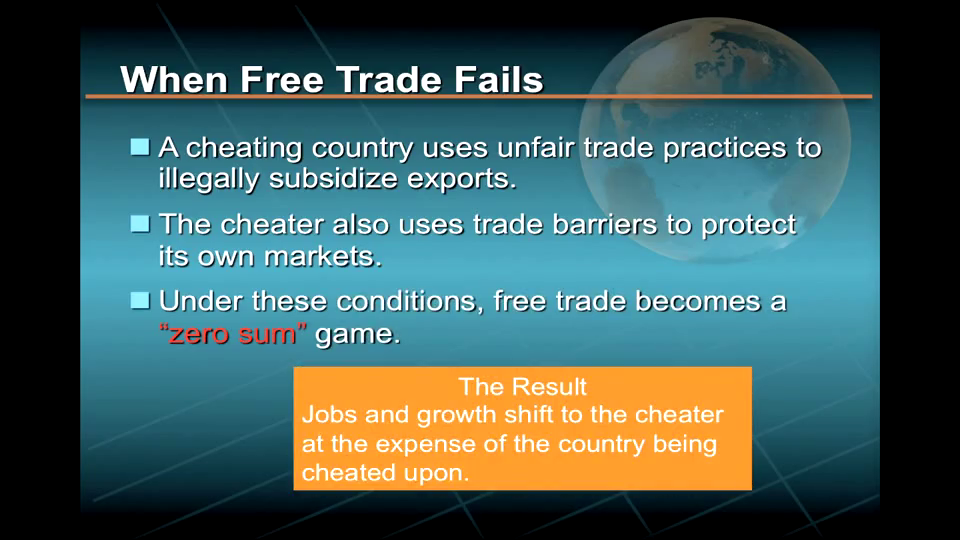 When Free Trade Fails
A cheating country uses unfair trade practices to
illegally subsidize exports.
The cheater also uses trade barriers to protect
its own markets.
Under these conditions, free trade becomes a
“zero sum” game.
The Result
Jobs and growth shift to the cheater
at the expense of the country being
cheated upon.